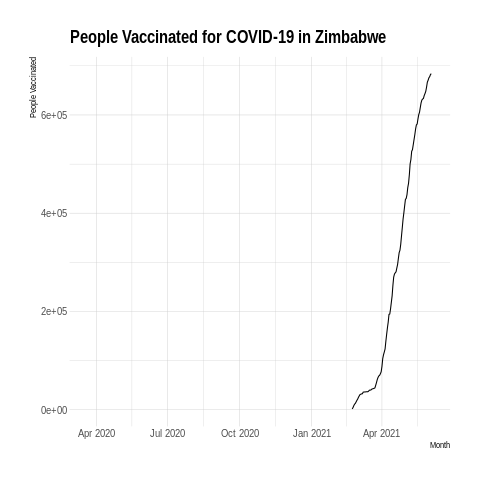 People Vaccinated for COVID-19 in Zimbabwe
People Vaccinated
6e+05
4e+05
2e+05
0e+00
Apr 2020 Jul 2020 Oct 2020 Jan 2021 Apr 2021
Month